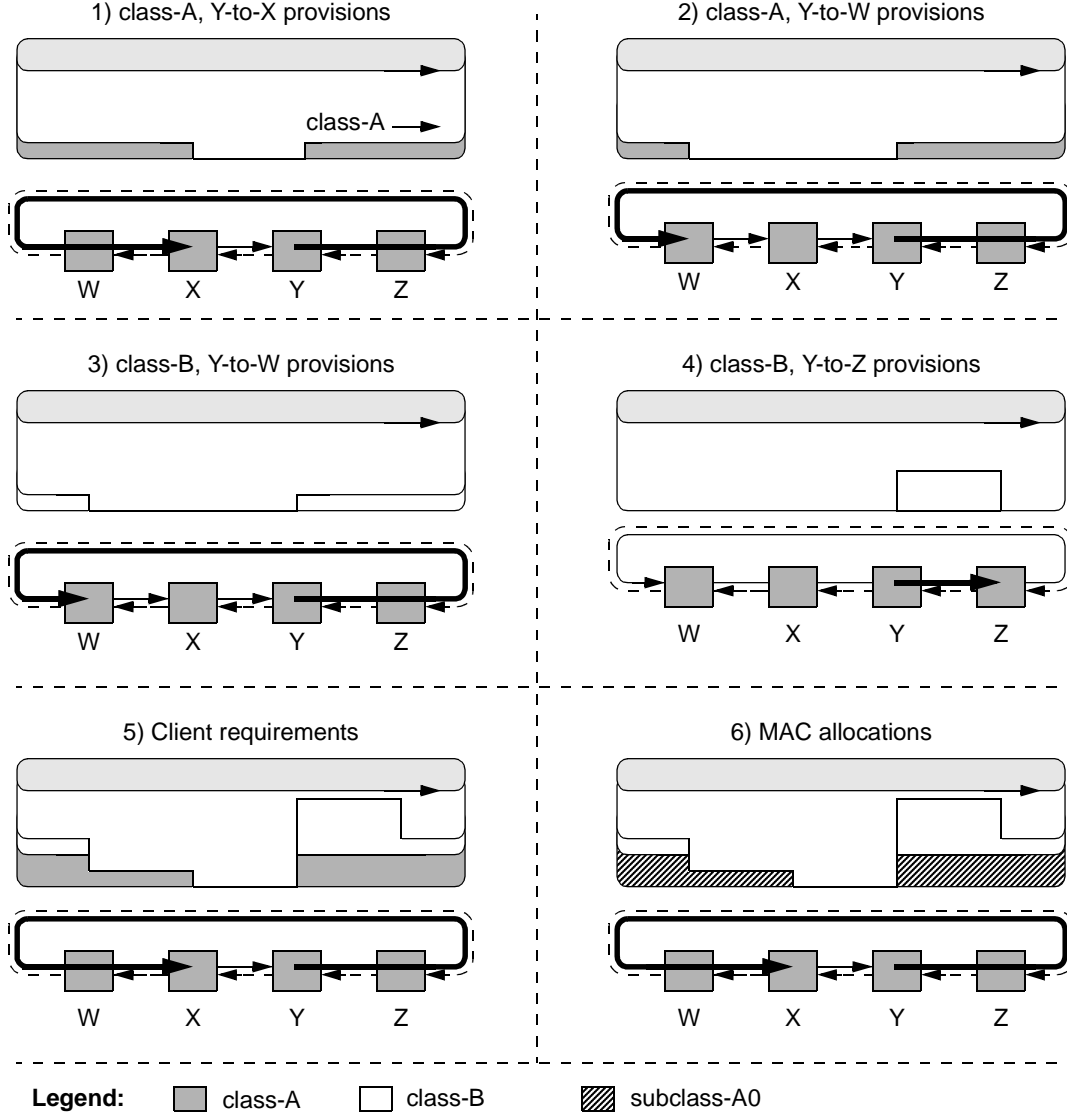 1) class-A, Y-to-X provisions
2) class-A, Y-to-W provisions
class-A
W X Y Z
W X Y Z
3) class-B, Y-to-W provisions
4) class-B, Y-to-Z provisions
W X Y Z
W X Y Z
5) Client requirements
6) MAC allocations
W X Y Z
W X Y Z
Legend: class-A class-B subclass-A0